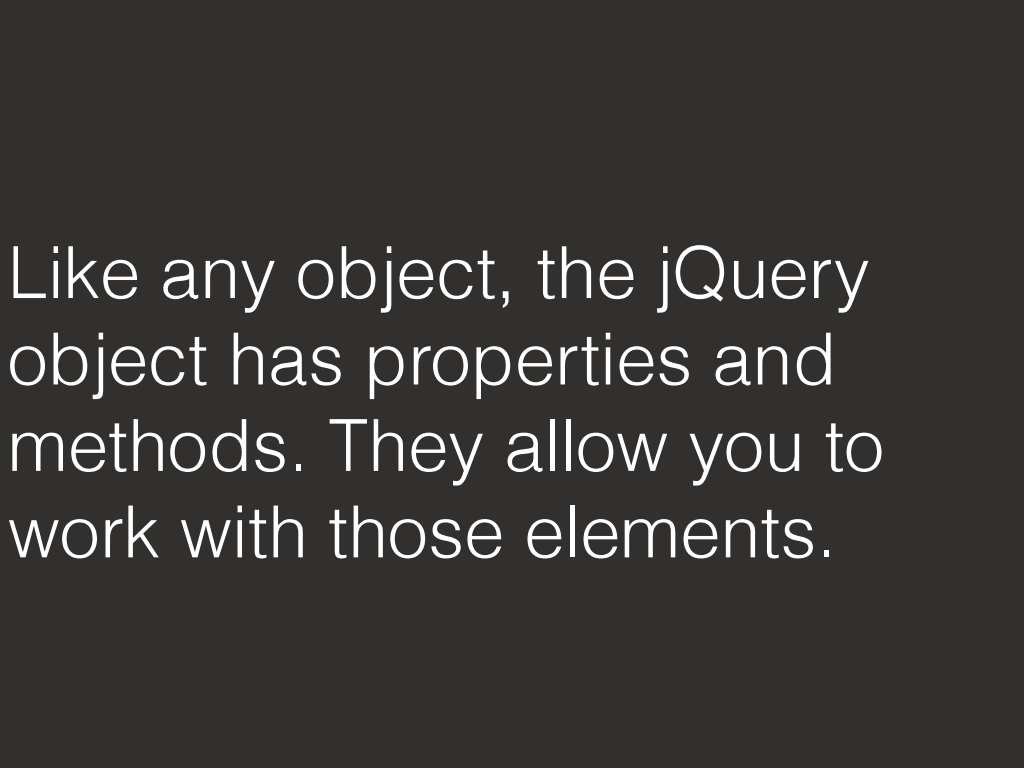 Like any object, the jQuery
object has properties and
methods. They allow you to
work with those elements.